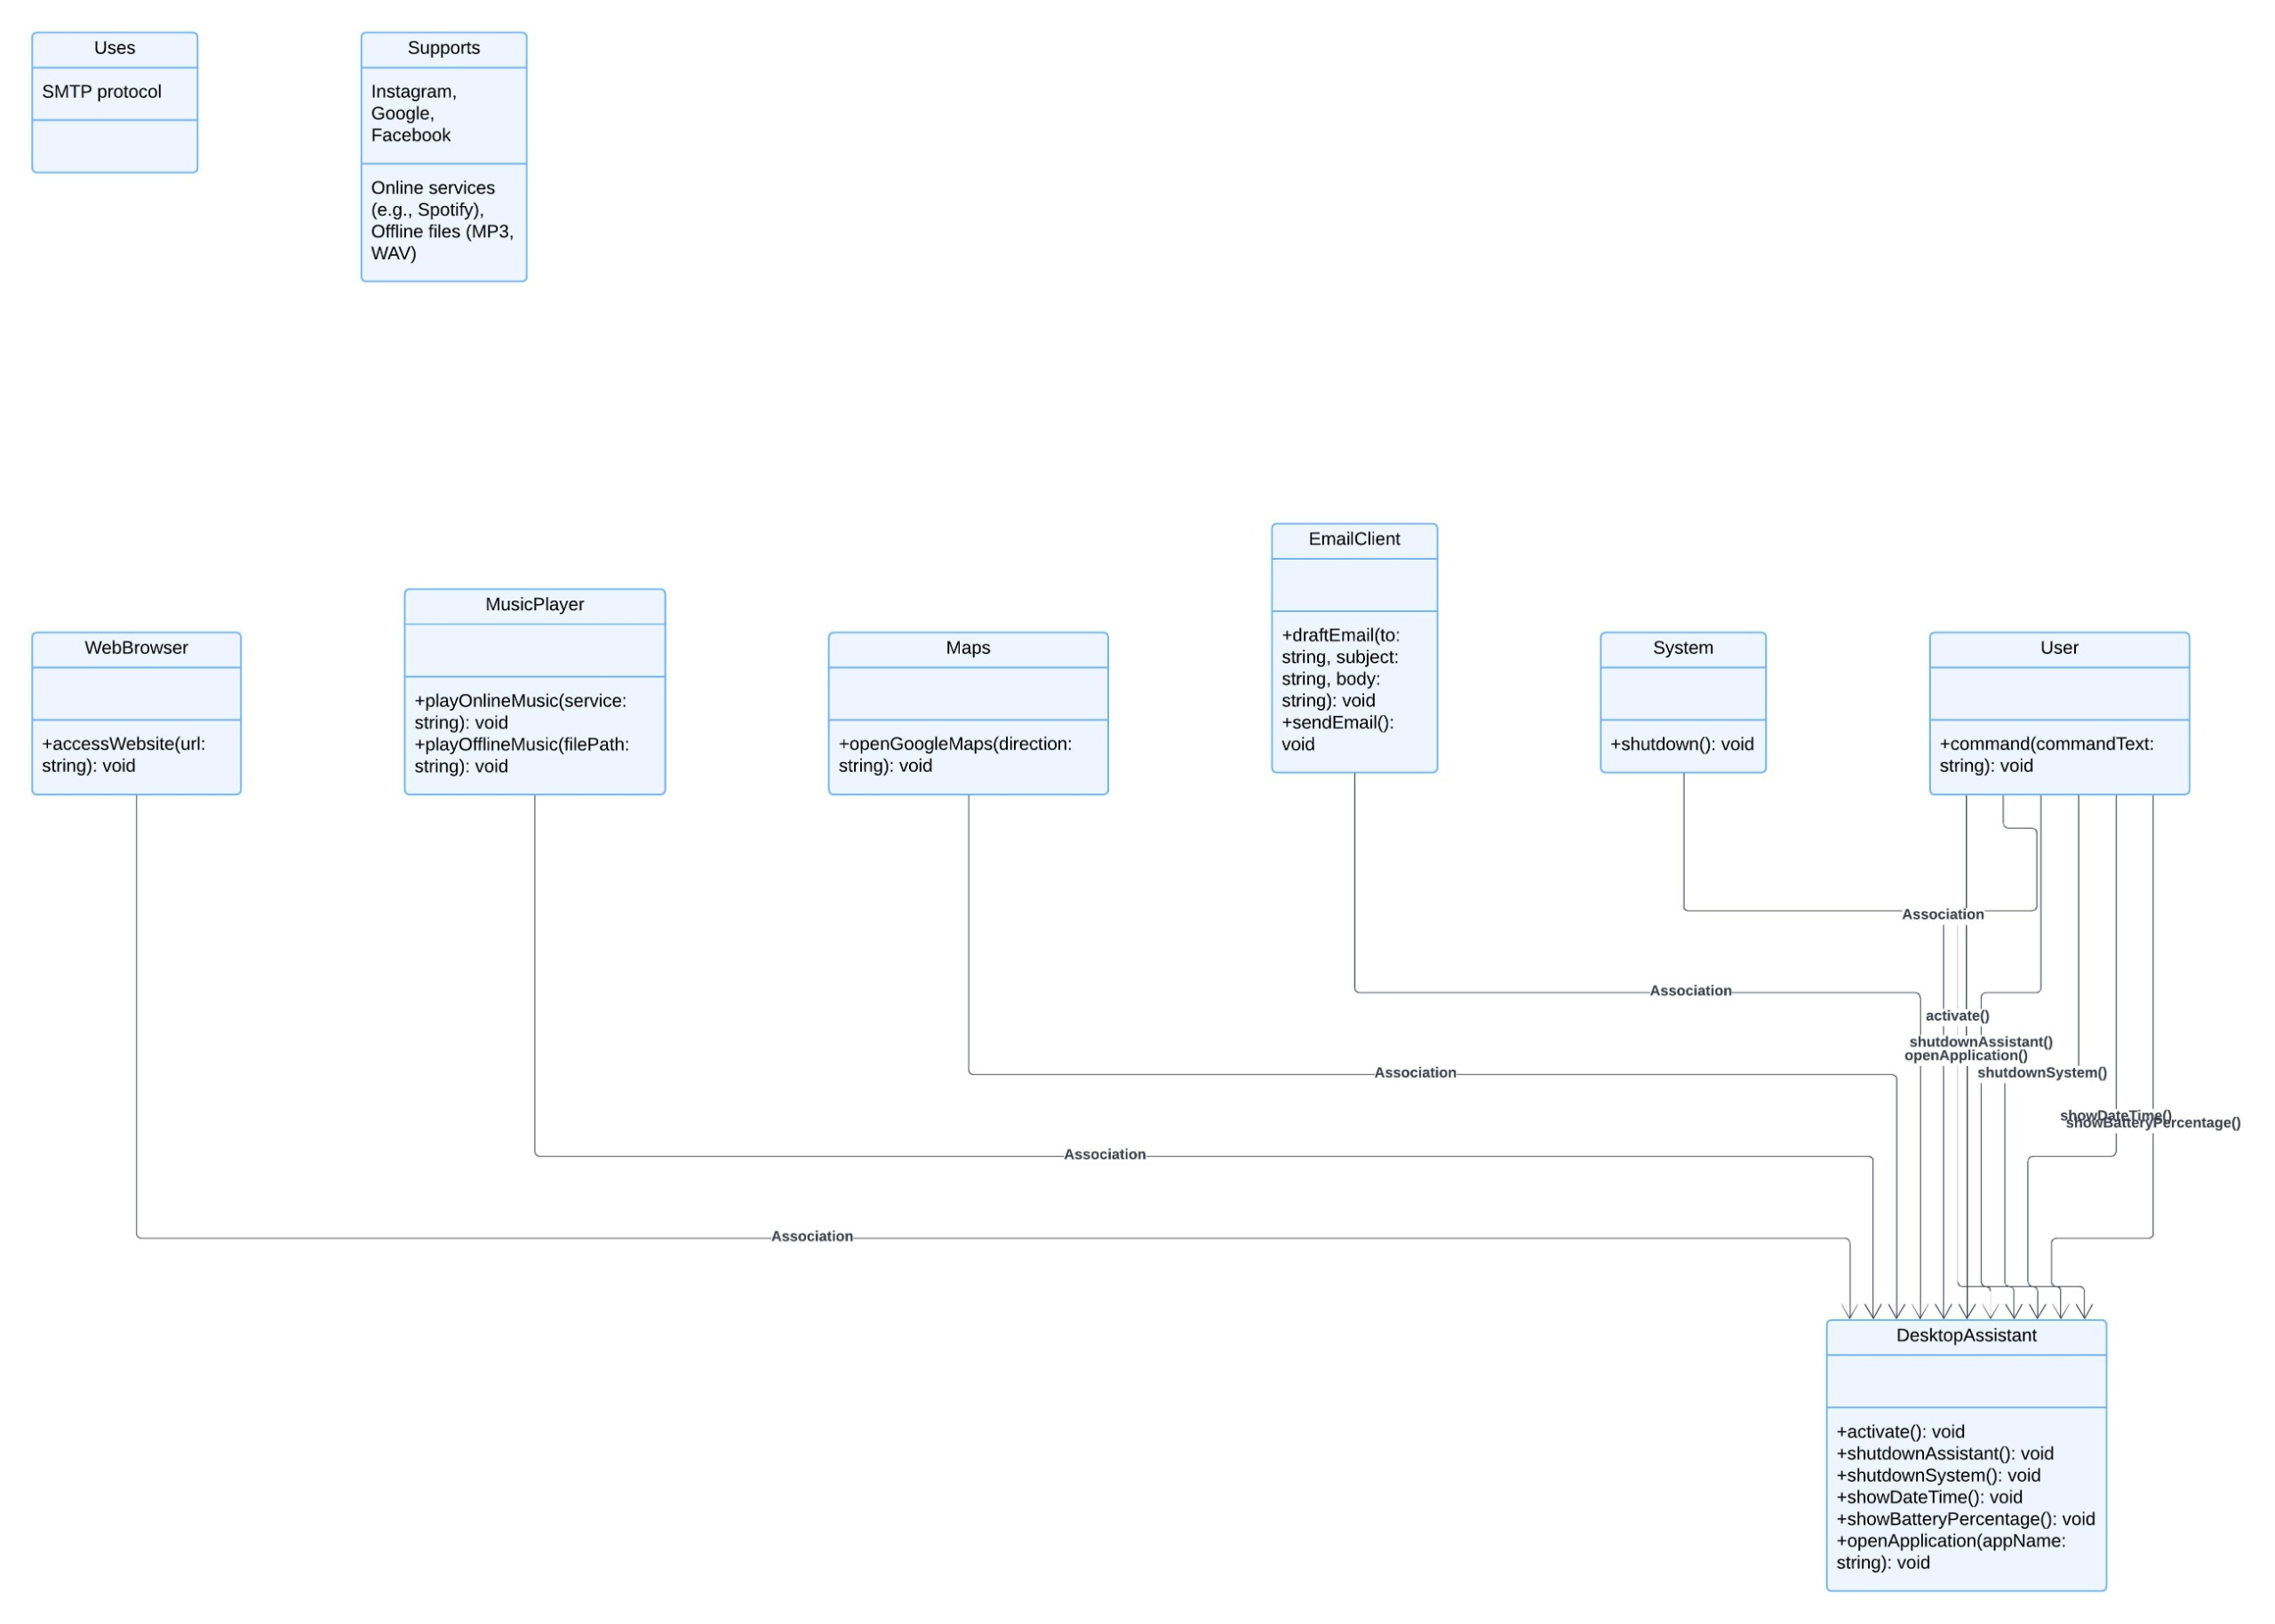 Uses
SMTP protocol
Supports
Instagram,
Google,
Facebook
Online services
(e.g., Spotify),
Offline files (MP3,
WAV)
EmailClient
+draftEmail(to:
string, subject:
string, body:
string): void
+sendEmail():
void
MusicPlayer
+playOnlineMusic(service:
string): void
+playOfflineMusic(filePath:
string): void
WebBrowser
+accessWebsite(url:
string): void
Maps
+openGoogleMaps(direction:
string): void
System
+shutdown(): void
User
+command(commandText:
string): void
Association
Association
activate()
shutdownAssistant()
openApplication()
Association
shutdownSystem()
showDateTime()
showBatteryPercentage()
Association
Association
DesktopAssistant
+activate(): void
+shutdownAssistant(): void
+shutdownSystem(): void
+showDateTime(): void
+showBatteryPercentage(): void
+openApplication(appName:
string): void